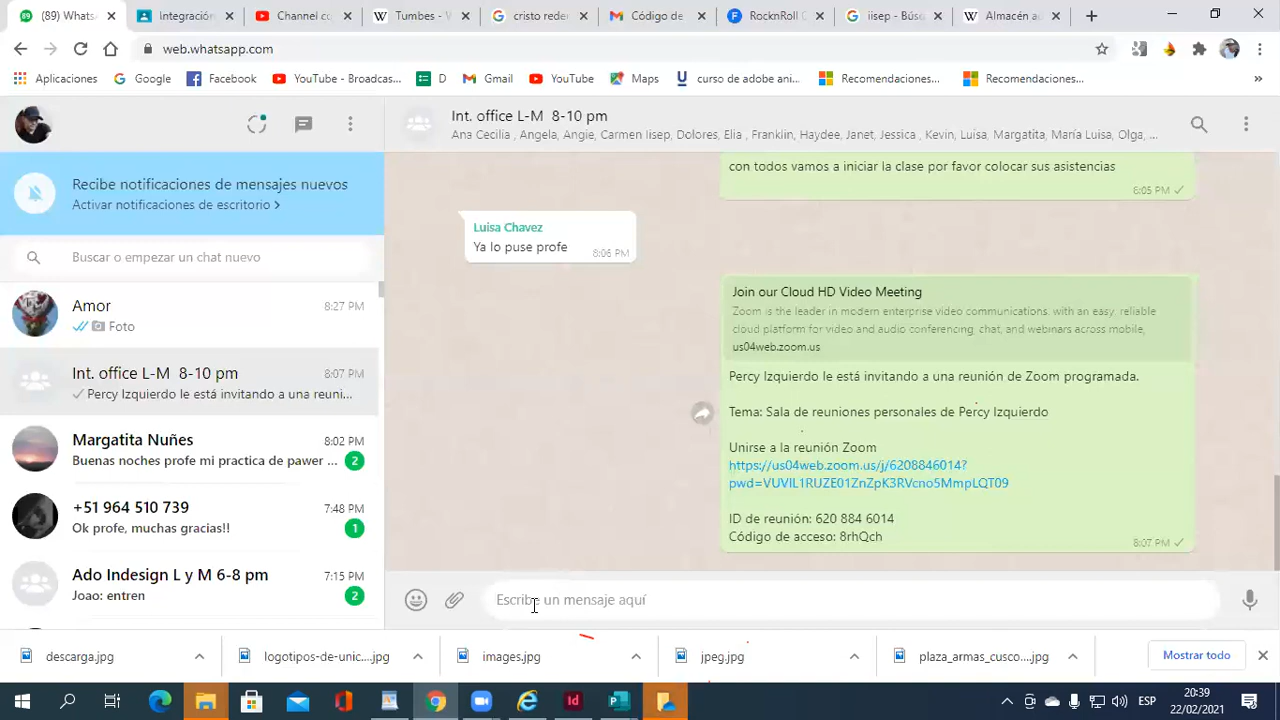 (89) Whats
Integración
Channel co
Tumbes - W
cristo reden
Código de
RocknRoll C
iisep - Bús
Almacén a
web.whatsapp.com
Aplicaciones
Google
Facebook
YouTube - Broadcas...
D
Gmail
YouTube
Maps
curso de adobe ani...
Recomendaciones...
Recomendaciones...
»
Int. office L-M 8-10 pm
Ana Cecilia , Angela, Angie, Carmen Iisep, Dolores, Elia , Franklin, Haydee, Janet, Jessica , Kevin, Luisa, Margatita, María Luisa, Olga, ...
Recibe notificaciones de mensajes nuevos
Activar notificaciones de escritorio >
Buscar o empezar un chat nuevo
Amor
8:27 PM
Foto
Int. office L-M 8-10 pm
8:07 PM
Percy Izquierdo le está invitando a una reuni...
Margatita Nuñes
8:02 PM
Buenas noches profe mi practica de pawer ...
2
+51 964 510 739
7:48 PM
Ok profe, muchas gracias!!
1
Ado Indesign L y M 6-8 pm
7:15 PM
Joao: entren
2
con todos vamos a iniciar la clase por favor colocar sus asistencias
8:05 PM
Luisa Chavez
Ya lo puse profe
8:06 PM
Join our Cloud HD Video Meeting
Zoom is the leader in modern enterprise video communications, with an easy, reliable
cloud platform for video and audio conferencing, chat, and webinars across mobile,
us04web.zoom.us
Percy Izquierdo le está invitando a una reunión de Zoom programada.
Tema: Sala de reuniones personales de Percy Izquierdo
Unirse a la reunión Zoom
https://us04web.zoom.us/j/6208846014?
pwd=VUVIL1RUZE01ZnZpK3RVcno5MmpLQT09
ID de reunión: 620 884 6014
Código de acceso: 8rhQch
8:07 PM
Escribe un mensaje aquí
descarga.jpg
logotipos-de-unic....jpg
images.jpg
jpeg.jpg
plaza_armas_cusco....jpg
Mostrar todo
ESP
20:39
22/02/2021